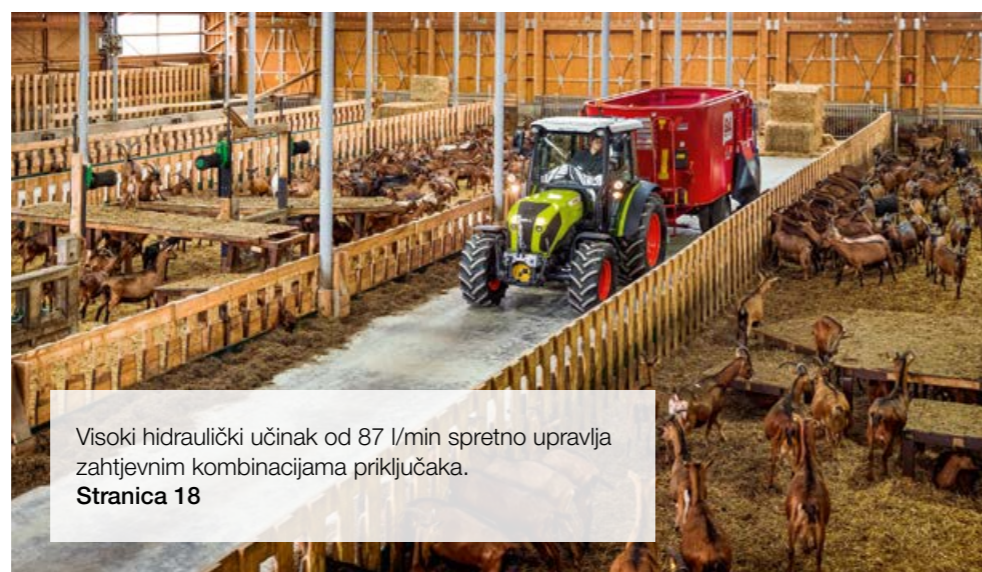 Visoki hidraulički učinak od 87 l/min spretno upravlja
zahtjevnim kombinacijama priključaka.
Stranica 18